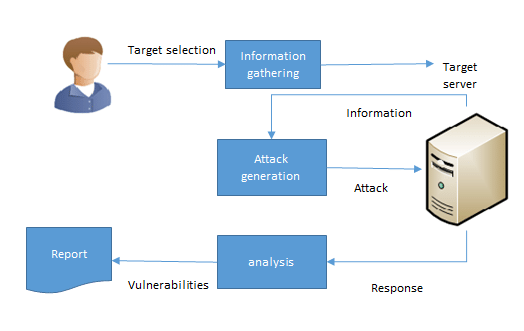 Target selection
Information
gathering
Target
server
Information
Attack
generation
Attack
Report
analysis
Vulnerabilities
Response